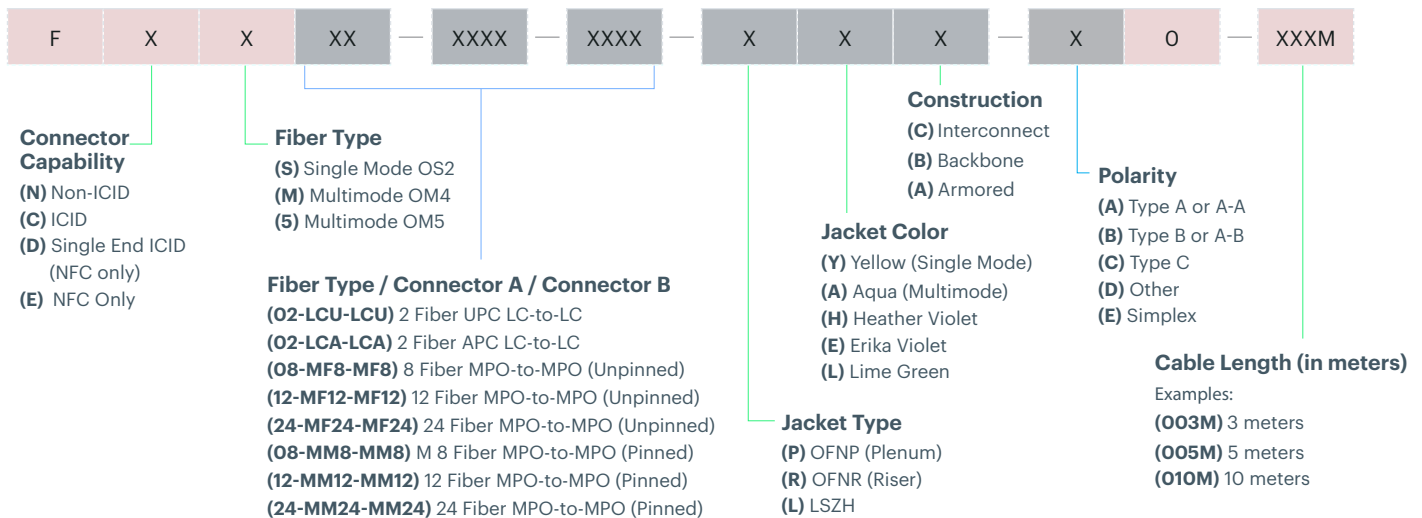 F X X XX — XXXX — XXXX — X X X — X 0 — XXXM
Connector
Capability
(N) Non-ICID
(C) ICID
(D) Single End ICID
(NFC only)
(E) NFC Only
Fiber Type
(S) Single Mode OS2
(M) Multimode OM4
(5) Multimode OM5
Fiber Type / Connector A / Connector B
(02-LCU-LCU) 2 Fiber UPC LC-to-LC
(02-LCA-LCA) 2 Fiber APC LC-to-LC
(08-MF8-MF8) 8 Fiber MPO-to-MPO (Unpinned)
(12-MF12-MF12) 12 Fiber MPO-to-MPO (Unpinned)
(24-MF24-MF24) 24 Fiber MPO-to-MPO (Unpinned)
(08-MM8-MM8) M 8 Fiber MPO-to-MPO (Pinned)
(12-MM12-MM12) 12 Fiber MPO-to-MPO (Pinned)
(24-MM24-MM24) 24 Fiber MPO-to-MPO (Pinned)
Jacket Type
(P) OFNP (Plenum)
(R) OFNR (Riser)
(L) LSZH
Jacket Color
(Y) Yellow (Single Mode)
(A) Aqua (Multimode)
(H) Heather Violet
(E) Erika Violet
(L) Lime Green
Construction
(C) Interconnect
(B) Backbone
(A) Armored
Polarity
(A) Type A or A-A
(B) Type B or A-B
(C) Type C
(D) Other
(E) Simplex
Cable Length (in meters)
Examples:
(003M) 3 meters
(005M) 5 meters
(010M) 10 meters